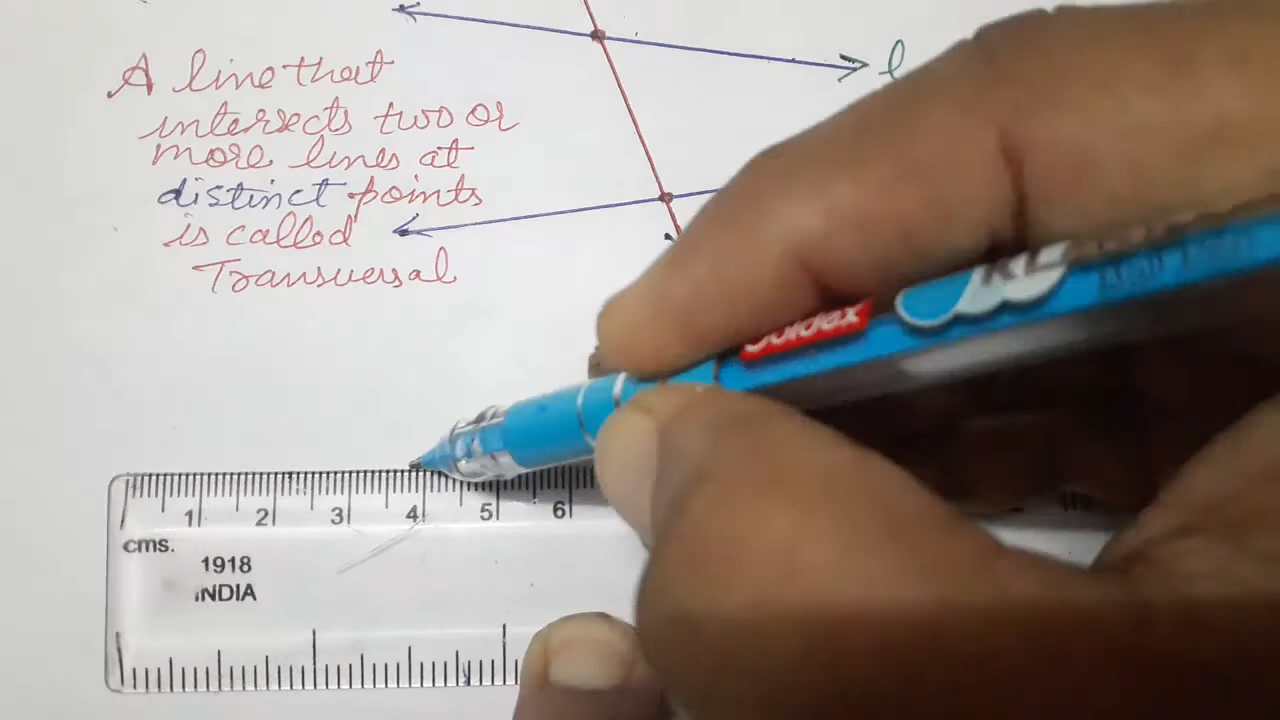 l
A line that
intersects two or
more lines at
distinct points
is called
Transversal
Goldex
1 2 3 4 5 6
cms.
1918
INDIA